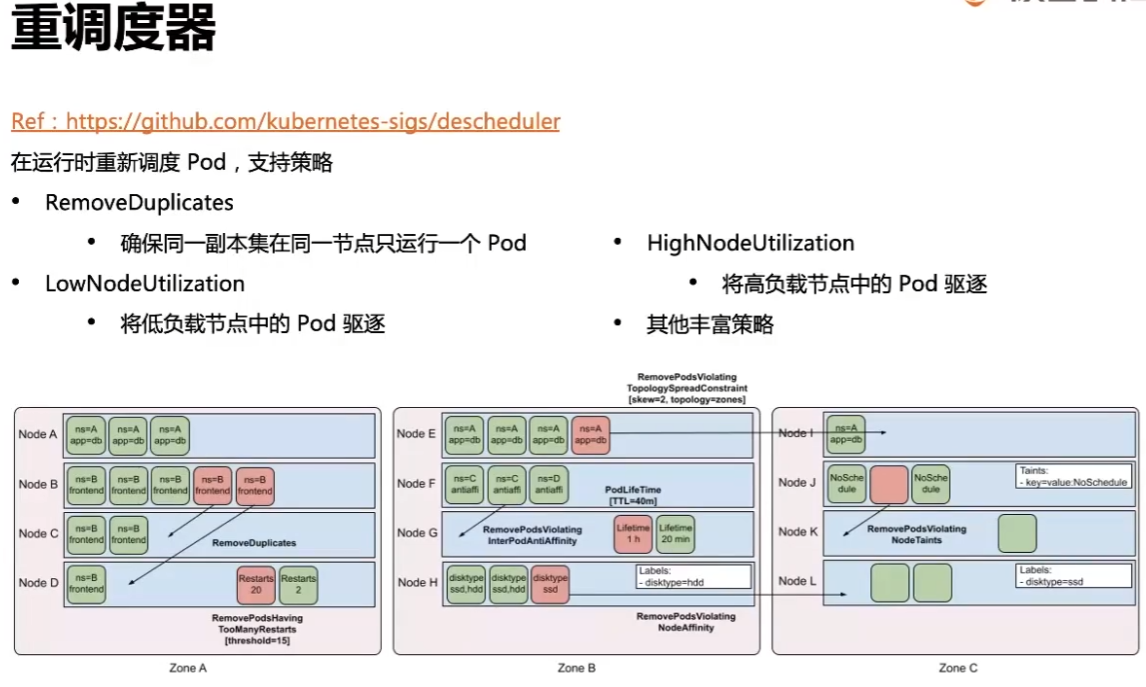 重调度器
Ref：https://github.com/kubernetes-sigs/descheduler
在运行时重新调度 Pod，支持策略
• RemoveDuplicates
• 确保同一副本集在同一节点只运行一个 Pod
• LowNodeUtilization
• 将低负载节点中的 Pod 驱逐
• HighNodeUtilization
• 将高负载节点中的 Pod 驱逐
• 其他丰富策略
Node A
ns=A
app=db
ns=A
app=db
ns=A
app=db
Node B
ns=B
frontend
ns=B
frontend
ns=B
frontend
ns=B
frontend
ns=B
frontend
Node C
ns=B
frontend
ns=B
frontend
RemoveDuplicates
Node D
ns=B
frontend
Restarts
20
Restarts
2
RemovePodsHaving
TooManyRestarts
[threshold=15]
Zone A
RemovePodsViolating
TopologySpreadConstraint
[skew=2, topology=zones]
Node E
ns=A
app=db
ns=A
app=db
ns=A
app=db
ns=A
app=db
Node F
ns=C
antiaffi
ns=C
antiaffi
ns=D
antiaffi
PodLifeTime
[TTL=40m]
Node G
RemovePodsViolating
InterPodAntiAffinity
Lifetime
1 h
Lifetime
20 min
Node H
disktype
ssd,hdd
disktype
ssd,hdd
disktype
ssd
Labels:
- disktype=hdd
RemovePodsViolating
NodeAffinity
Zone B
Node I
ns=A
app=db
Node J
NoSche
dule
NoSche
dule
Taints:
- key=value:NoSchedule
Node K
RemovePodsViolating
NodeTaints
Node L
Labels:
- disktype=ssd
Zone C